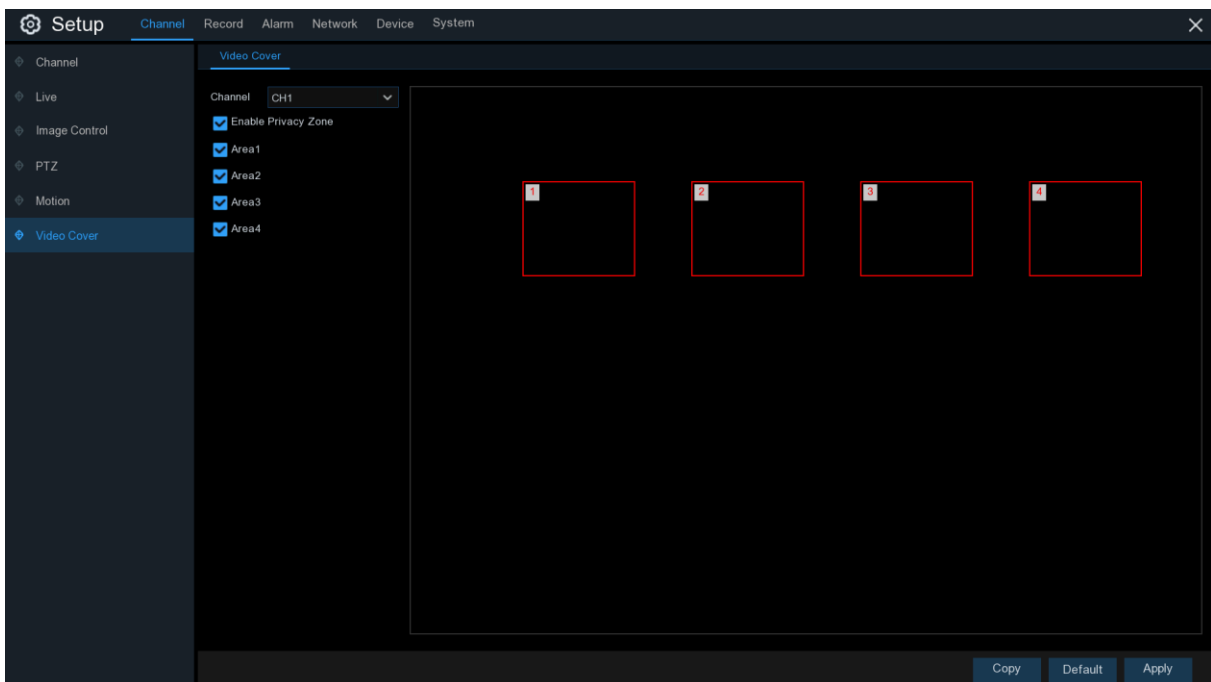 Setup Channel Record Alarm Network Device System
Channel
Live
Image Control
PTZ
Motion
Video Cover
Video Cover
Channel CH1
Enable Privacy Zone
Area1
Area2
Area3
Area4
1 2 3 4
Copy Default Apply